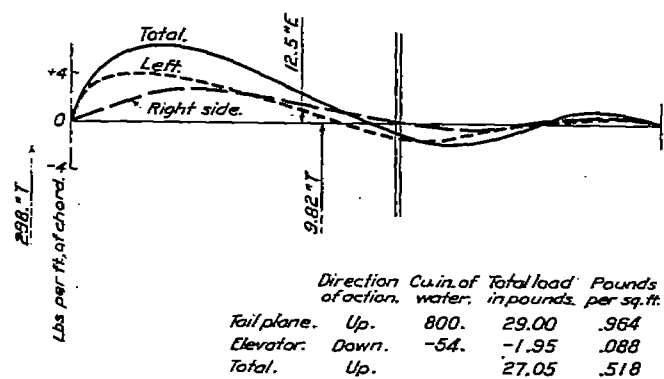 Total.
12.5"E
+4
Left.
Right side.
0
-4
298."T
9.82"T
Lbs per ft, of chord.
Direction of action. Cu.in.of water. Total load in pounds. Pounds per sq.ft.
Tail plane. Up. 800. 29.00 .964
Elevator. Down. -54. -1.95 .088
Total. Up. 27.05 .518